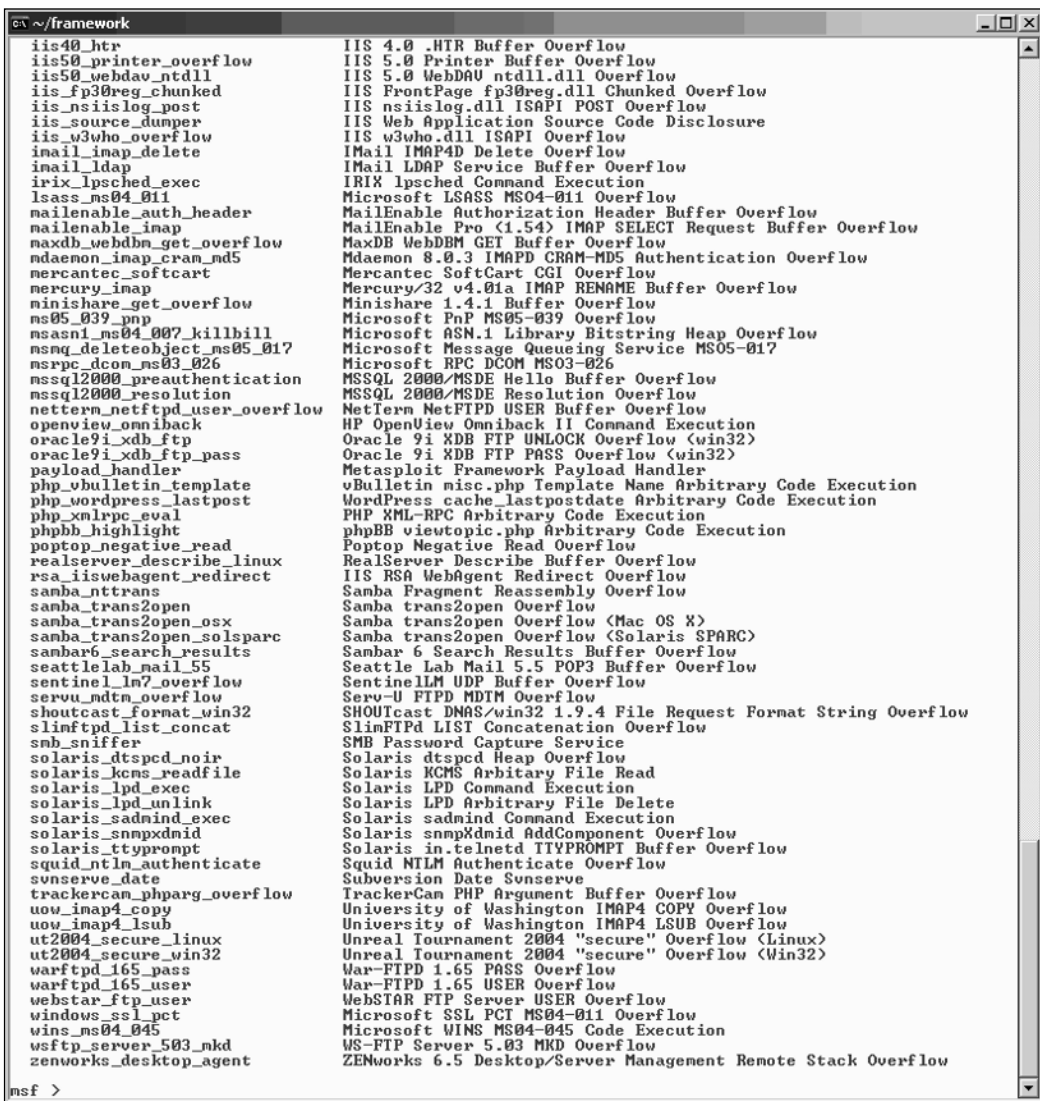 ~/framework
iis40_htr IIS 4.0 .HTR Buffer Overflow
iis50_printer_overflow IIS 5.0 Printer Buffer Overflow
iis50_webdav_ntdll IIS 5.0 WebDAV ntdll.dll Overflow
iis_fp30reg_chunked IIS FrontPage fp30reg.dll Chunked Overflow
iis_nsiislog_post IIS nsiislog.dll ISAPI POST Overflow
iis_source_dumper IIS Web Application Source Code Disclosure
iis_w3who_overflow IIS w3who.dll ISAPI Overflow
imail_imap_delete IMail IMAP4D Delete Overflow
imail_ldap IMail LDAP Service Buffer Overflow
irix_lpsched_exec IRIX lpsched Command Execution
lsass_ms04_011 Microsoft LSASS MSO4-011 Overflow
mailenable_auth_header MailEnable Authorization Header Buffer Overflow
mailenable_imap MailEnable Pro (1.54) IMAP SELECT Request Buffer Overflow
maxdb_webdbm_get_overflow MaxDB WebDBM GET Buffer Overflow
mdaemon_imap_cram_md5 Mdaemon 8.0.3 IMAPD CRAM-MD5 Authentication Overflow
mercantec_softcart Mercantec SoftCart CGI Overflow
mercury_imap Mercury/32 v4.01a IMAP RENAME Buffer Overflow
minishare_get_overflow Minishare 1.4.1 Buffer Overflow
ms05_039_pnp Microsoft PnP MS05-039 Overflow
msasn1_ms04_007_killbill Microsoft ASN.1 Library Bitstring Heap Overflow
msmq_deleteobject_ms05_017 Microsoft Message Queueing Service MSO5-017
msrpc_dcom_ms03_026 Microsoft RPC DCOM MSO3-026
mssql2000_preauthentication MSSQL 2000/MSDE Hello Buffer Overflow
mssql2000_resolution MSSQL 2000/MSDE Resolution Overflow
netterm_netftpd_user_overflow NetTerm NetFTPD USER Buffer Overflow
openview_omniback HP OpenView Omniback II Command Execution
oracle9i_xdb_ftp Oracle 9i XDB FTP UNLOCK Overflow (win32)
oracle9i_xdb_ftp_pass Oracle 9i XDB FTP PASS Overflow (win32)
payload_handler Metasploit Framework Payload Handler
php_vbulletin_template vBulletin misc.php Template Name Arbitrary Code Execution
php_wordpress_lastpost WordPress cache_lastpostdate Arbitrary Code Execution
php_xmlrpc_eval PHP XML-RPC Arbitrary Code Execution
phpbb_highlight phpBB viewtopic.php Arbitrary Code Execution
poptop_negative_read Poptop Negative Read Overflow
realserver_describe_linux RealServer Describe Buffer Overflow
rsa_iiswebagent_redirect IIS RSA WebAgent Redirect Overflow
samba_nttrans Samba Fragment Reassembly Overflow
samba_trans2open Samba trans2open Overflow
samba_trans2open_osx Samba trans2open Overflow (Mac OS X)
samba_trans2open_solsparc Samba trans2open Overflow (Solaris SPARC)
sambar6_search_results Sambar 6 Search Results Buffer Overflow
seattlelab_mail_55 Seattle Lab Mail 5.5 POP3 Buffer Overflow
sentinel_lm7_overflow SentinelLM UDP Buffer Overflow
servu_mdtm_overflow Serv-U FTPD MDTM Overflow
shoutcast_format_win32 SHOUTcast DNAS/win32 1.9.4 File Request Format String Overflow
slimftpd_list_concat SlimFTPd LIST Concatenation Overflow
smb_sniffer SMB Password Capture Service
solaris_dtspcd_noir Solaris dtspcd Heap Overflow
solaris_kcms_readfile Solaris KCMS Arbitary File Read
solaris_lpd_exec Solaris LPD Command Execution
solaris_lpd_unlink Solaris LPD Arbitrary File Delete
solaris_sadmind_exec Solaris sadmind Command Execution
solaris_snmpxdmid Solaris snmpXdmid AddComponent Overflow
solaris_ttyprompt Solaris in.telnetd TTYPROMPT Buffer Overflow
squid_ntlm_authenticate Squid NTLM Authenticate Overflow
svnserve_date Subversion Date Svnserve
trackercam_phparg_overflow TrackerCam PHP Argument Buffer Overflow
uow_imap4_copy University of Washington IMAP4 COPY Overflow
uow_imap4_lsub University of Washington IMAP4 LSUB Overflow
ut2004_secure_linux Unreal Tournament 2004 "secure" Overflow (Linux)
ut2004_secure_win32 Unreal Tournament 2004 "secure" Overflow (Win32)
warftpd_165_pass War-FTPD 1.65 PASS Overflow
warftpd_165_user War-FTPD 1.65 USER Overflow
webstar_ftp_user WebSTAR FTP Server USER Overflow
windows_ssl_pct Microsoft SSL PCT MS04-011 Overflow
wins_ms04_045 Microsoft WINS MS04-045 Code Execution
wsftp_server_503_mkd WS-FTP Server 5.03 MKD Overflow
zenworks_desktop_agent ZENworks 6.5 Desktop/Server Management Remote Stack Overflow
msf >